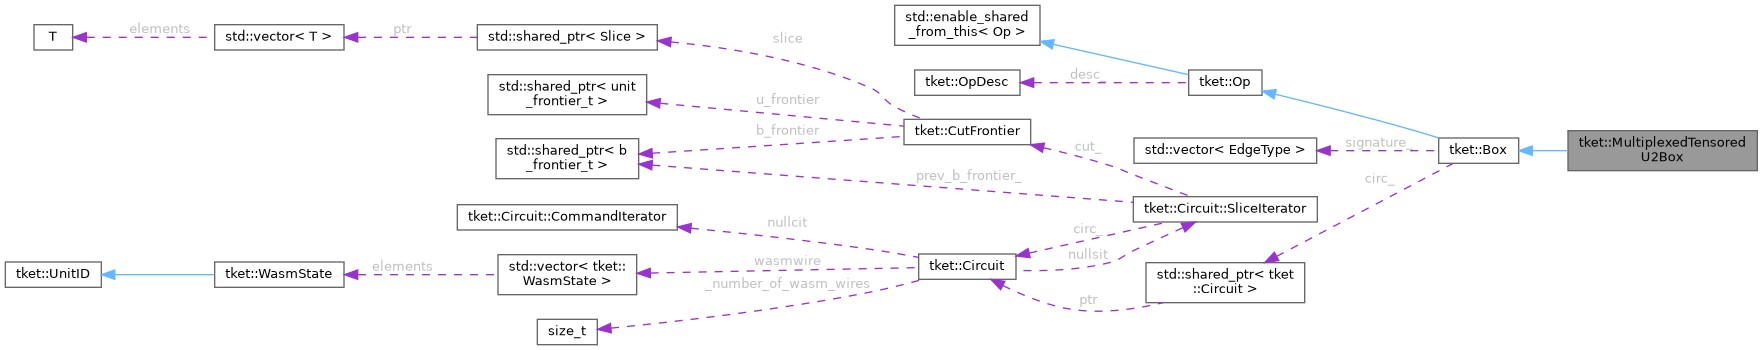 std::enable_shared
_from_this< Op >
T
elements
std::vector< T >
ptr
std::shared_ptr< Slice >
slice
tket::OpDesc
desc_
tket::Op
std::shared_ptr< unit
_frontier_t >
u_frontier
b_frontier
tket::CutFrontier
std::shared_ptr< b
_frontier_t >
cut_
std::vector< EdgeType >
signature_
tket::Box
tket::MultiplexedTensored
U2Box
prev_b_frontier_
circ_
tket::Circuit::SliceIterator
tket::Circuit::CommandIterator
nullcit
circ_
nullsit
tket::UnitID
tket::WasmState
elements
std::vector< tket::
WasmState >
wasmwire
_number_of_wasm_wires
tket::Circuit
std::shared_ptr< tket
::Circuit >
ptr
size_t